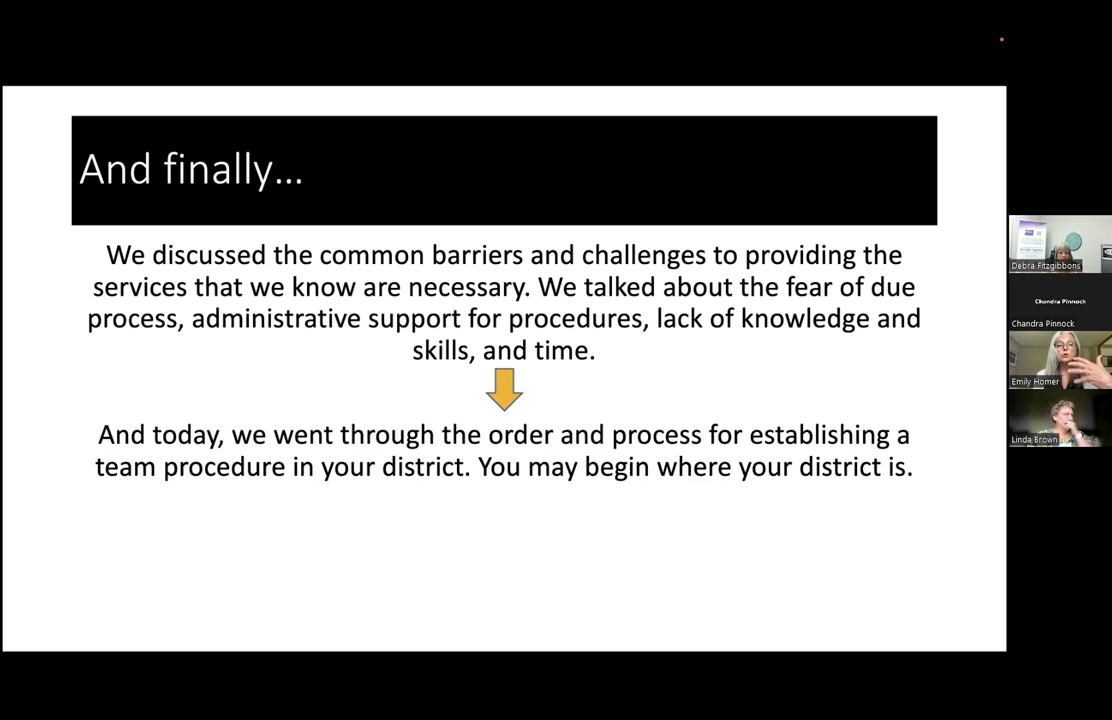 And finally...
We discussed the common barriers and challenges to providing the
services that we know are necessary. We talked about the fear of due
process, administrative support for procedures, lack of knowledge and
skills, and time.
And today, we went through the order and process for establishing a
team procedure in your district. You may begin where your district is.
Debra Fitzgibbons
Chandra Pinnock
Chandra Pinnock
Emily Homer
Linda Brown